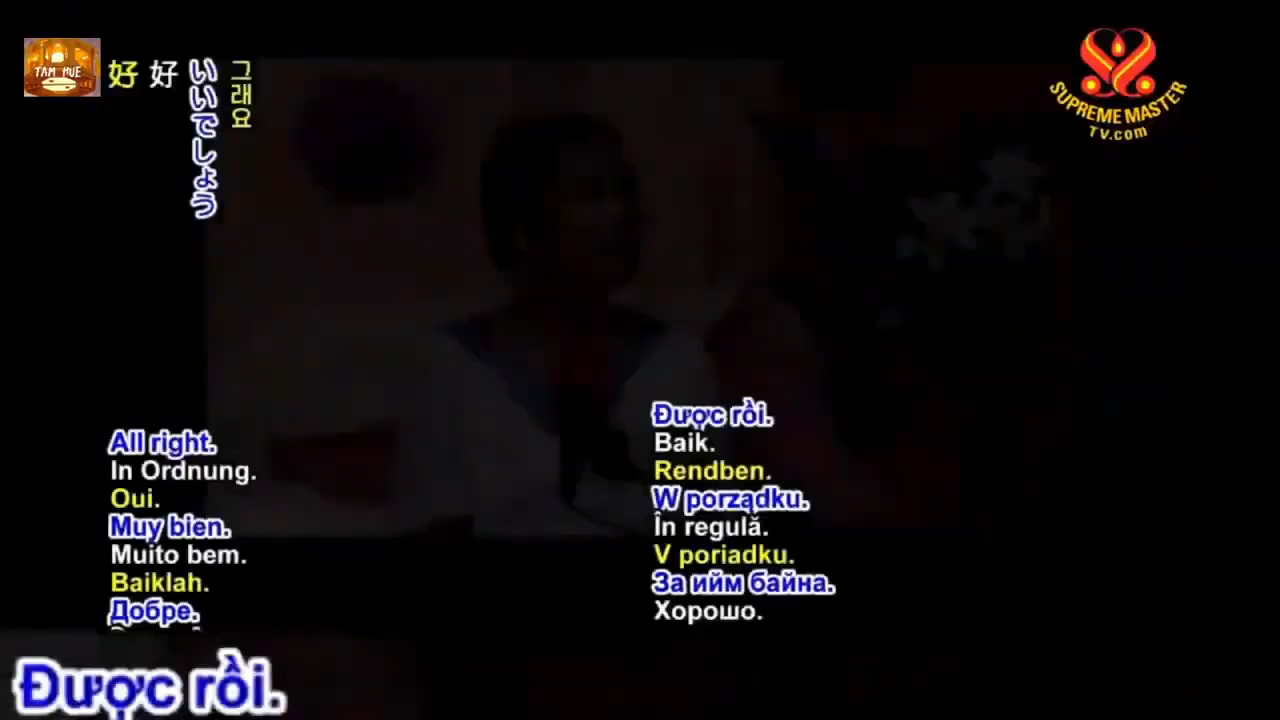 TAM HUE
好
好
いいでしょう
그래요
SUPREME MASTER
TV.com
All right.
In Ordnung.
Oui.
Muy bien.
Muito bem.
Baiklah.
Добре.
Được rồi.
Baik.
Rendben.
W porządku.
În regulă.
V poriadku.
За ийм байна.
Хорошо.
Được rồi.